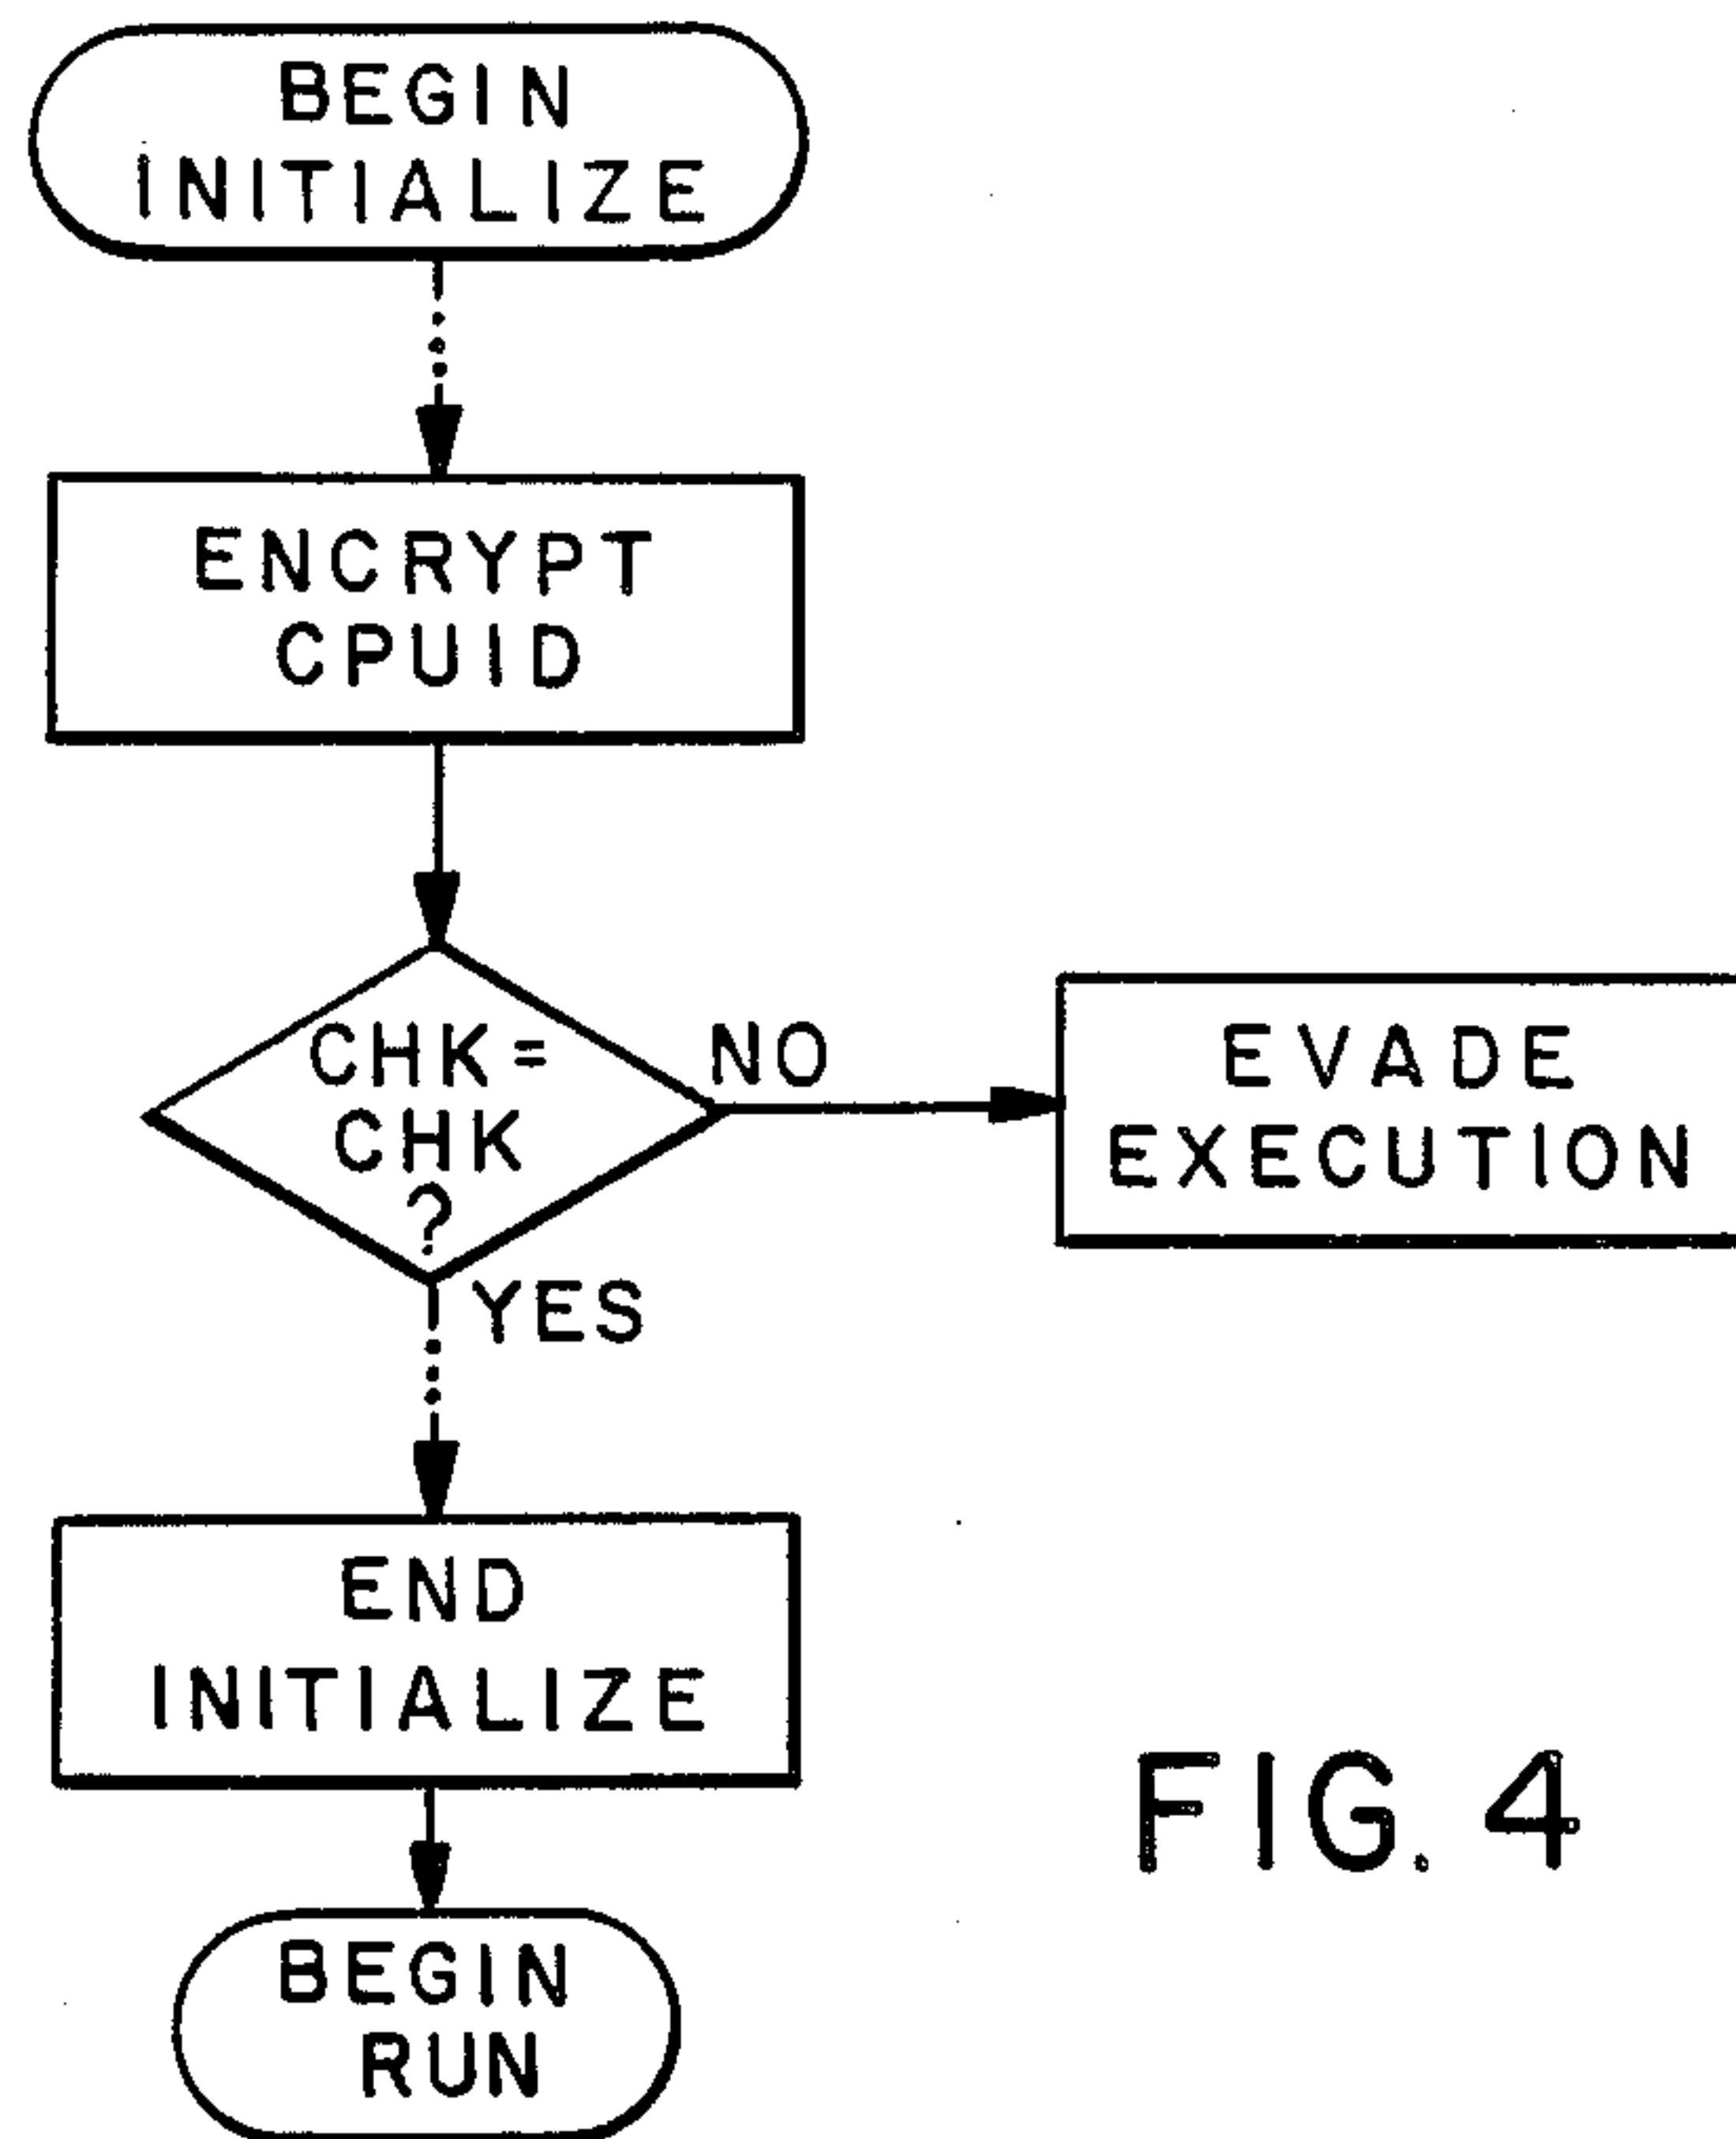 BEGIN
INITIALIZE
ENCRYPT
CPUID
CHK=
CHK
?
NO
EVADE
EXECUTION
YES
END
INITIALIZE
BEGIN
RUN
FIG. 4